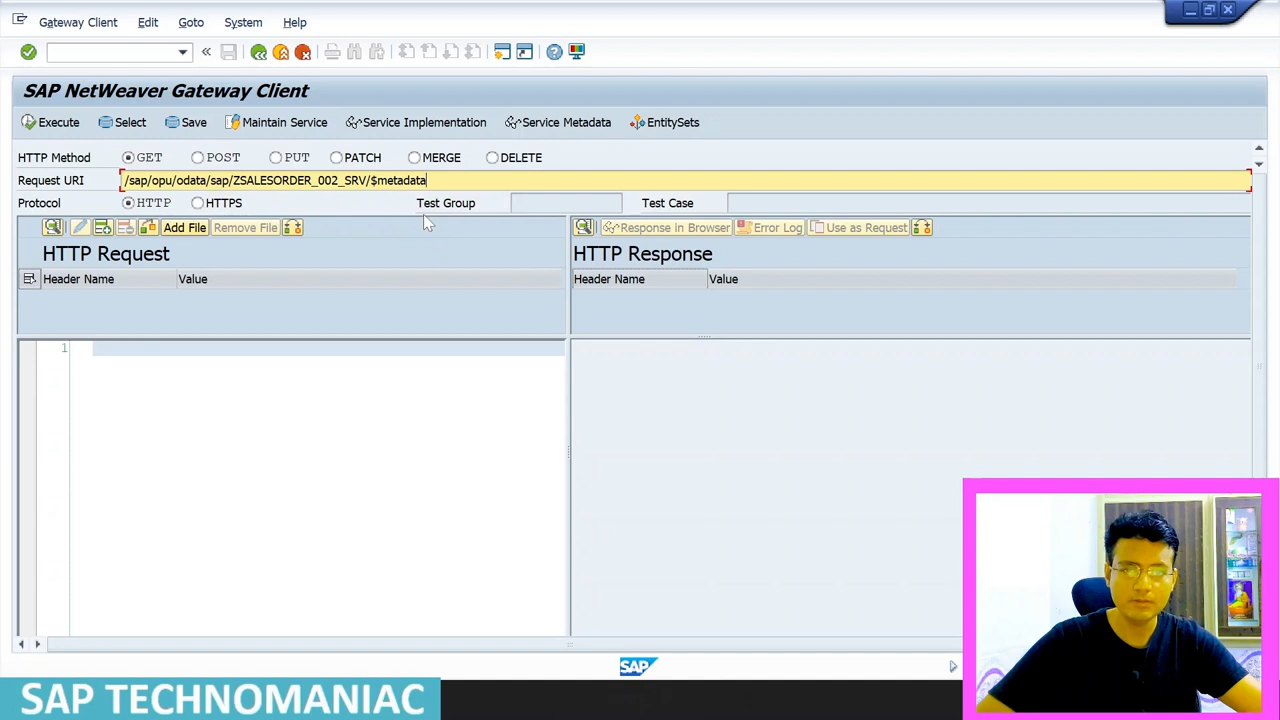 Gateway Client Edit Goto System Help
SAP NetWeaver Gateway Client
Execute Select Save Maintain Service Service Implementation Service Metadata EntitySets
HTTP Method GET POST PUT PATCH MERGE DELETE
Request URI /sap/opu/odata/sap/ZSALESORDER_002_SRV/$metadata
Protocol HTTP HTTPS Test Group Test Case
Add File Remove File Response in Browser Error Log Use as Request
HTTP Request HTTP Response
Header Name Value Header Name Value
1
SAP
SAP TECHNOMANIAC